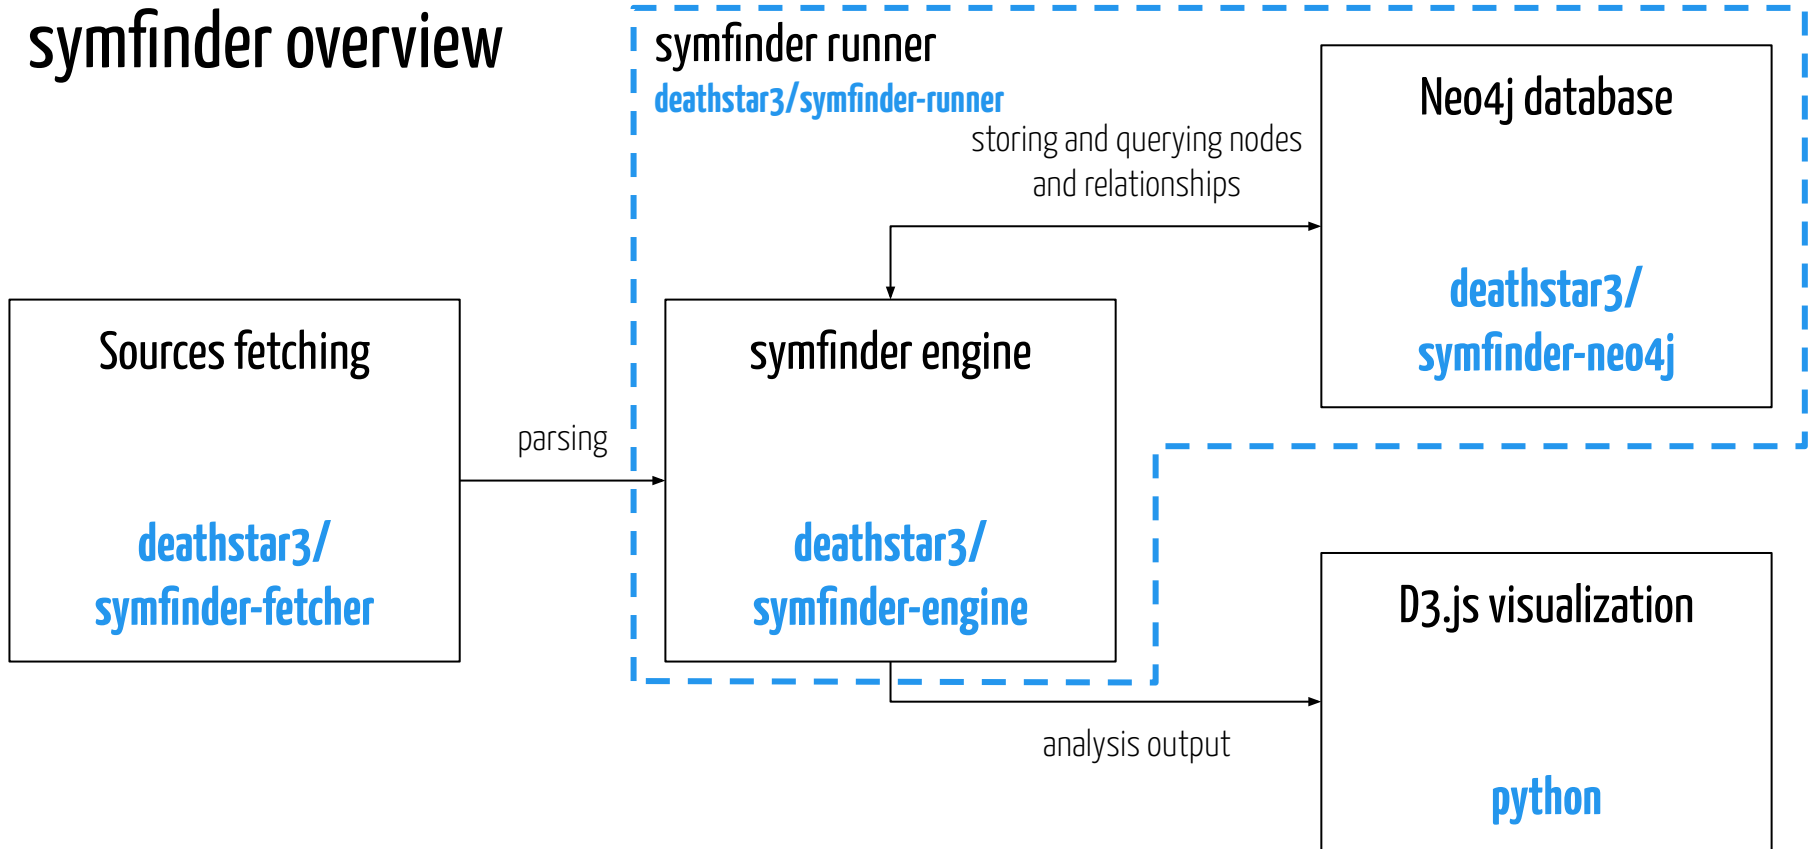 symfinder overview
symfinder runner
deathstar3/symfinder-runner
storing and querying nodes
and relationships
Neo4j database
deathstar3/
symfinder-neo4j
Sources fetching
deathstar3/
symfinder-fetcher
parsing
symfinder engine
deathstar3/
symfinder-engine
analysis output
D3.js visualization
python